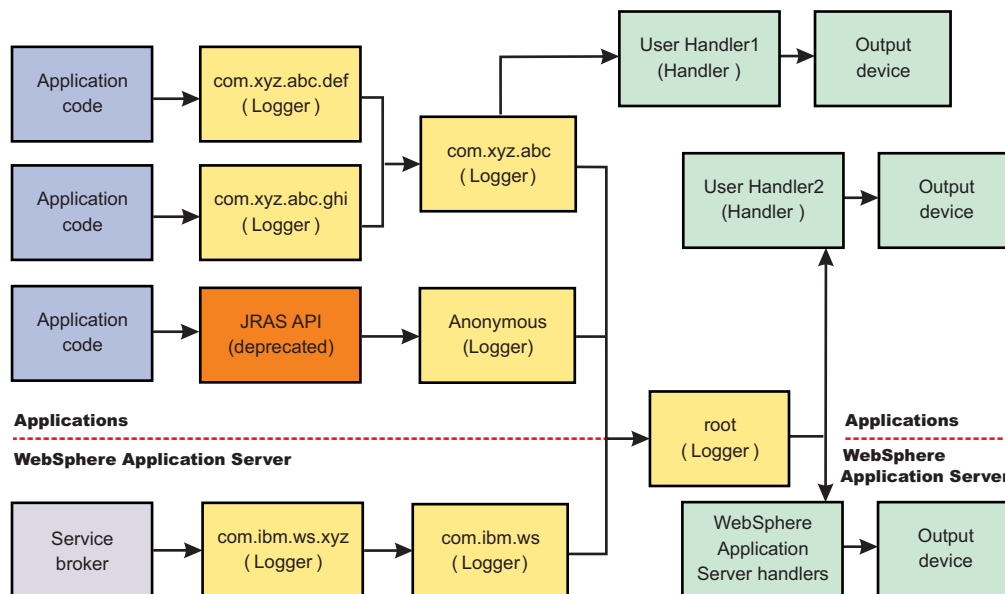 Application
code
com.xyz.abc.def
( Logger )
User Handler1
(Handler )
Output
device
com.xyz.abc
( Logger )
Application
code
com.xyz.abc.ghi
( Logger )
User Handler2
(Handler )
Output
device
Application
code
JRAS API
(deprecated)
Anonymous
(Logger)
Applications
WebSphere Application Server
root
( Logger )
Applications
WebSphere
Application Server
Service
broker
com.ibm.ws.xyz
( Logger )
com.ibm.ws
( Logger )
WebSphere
Application
Server handlers
Output
device